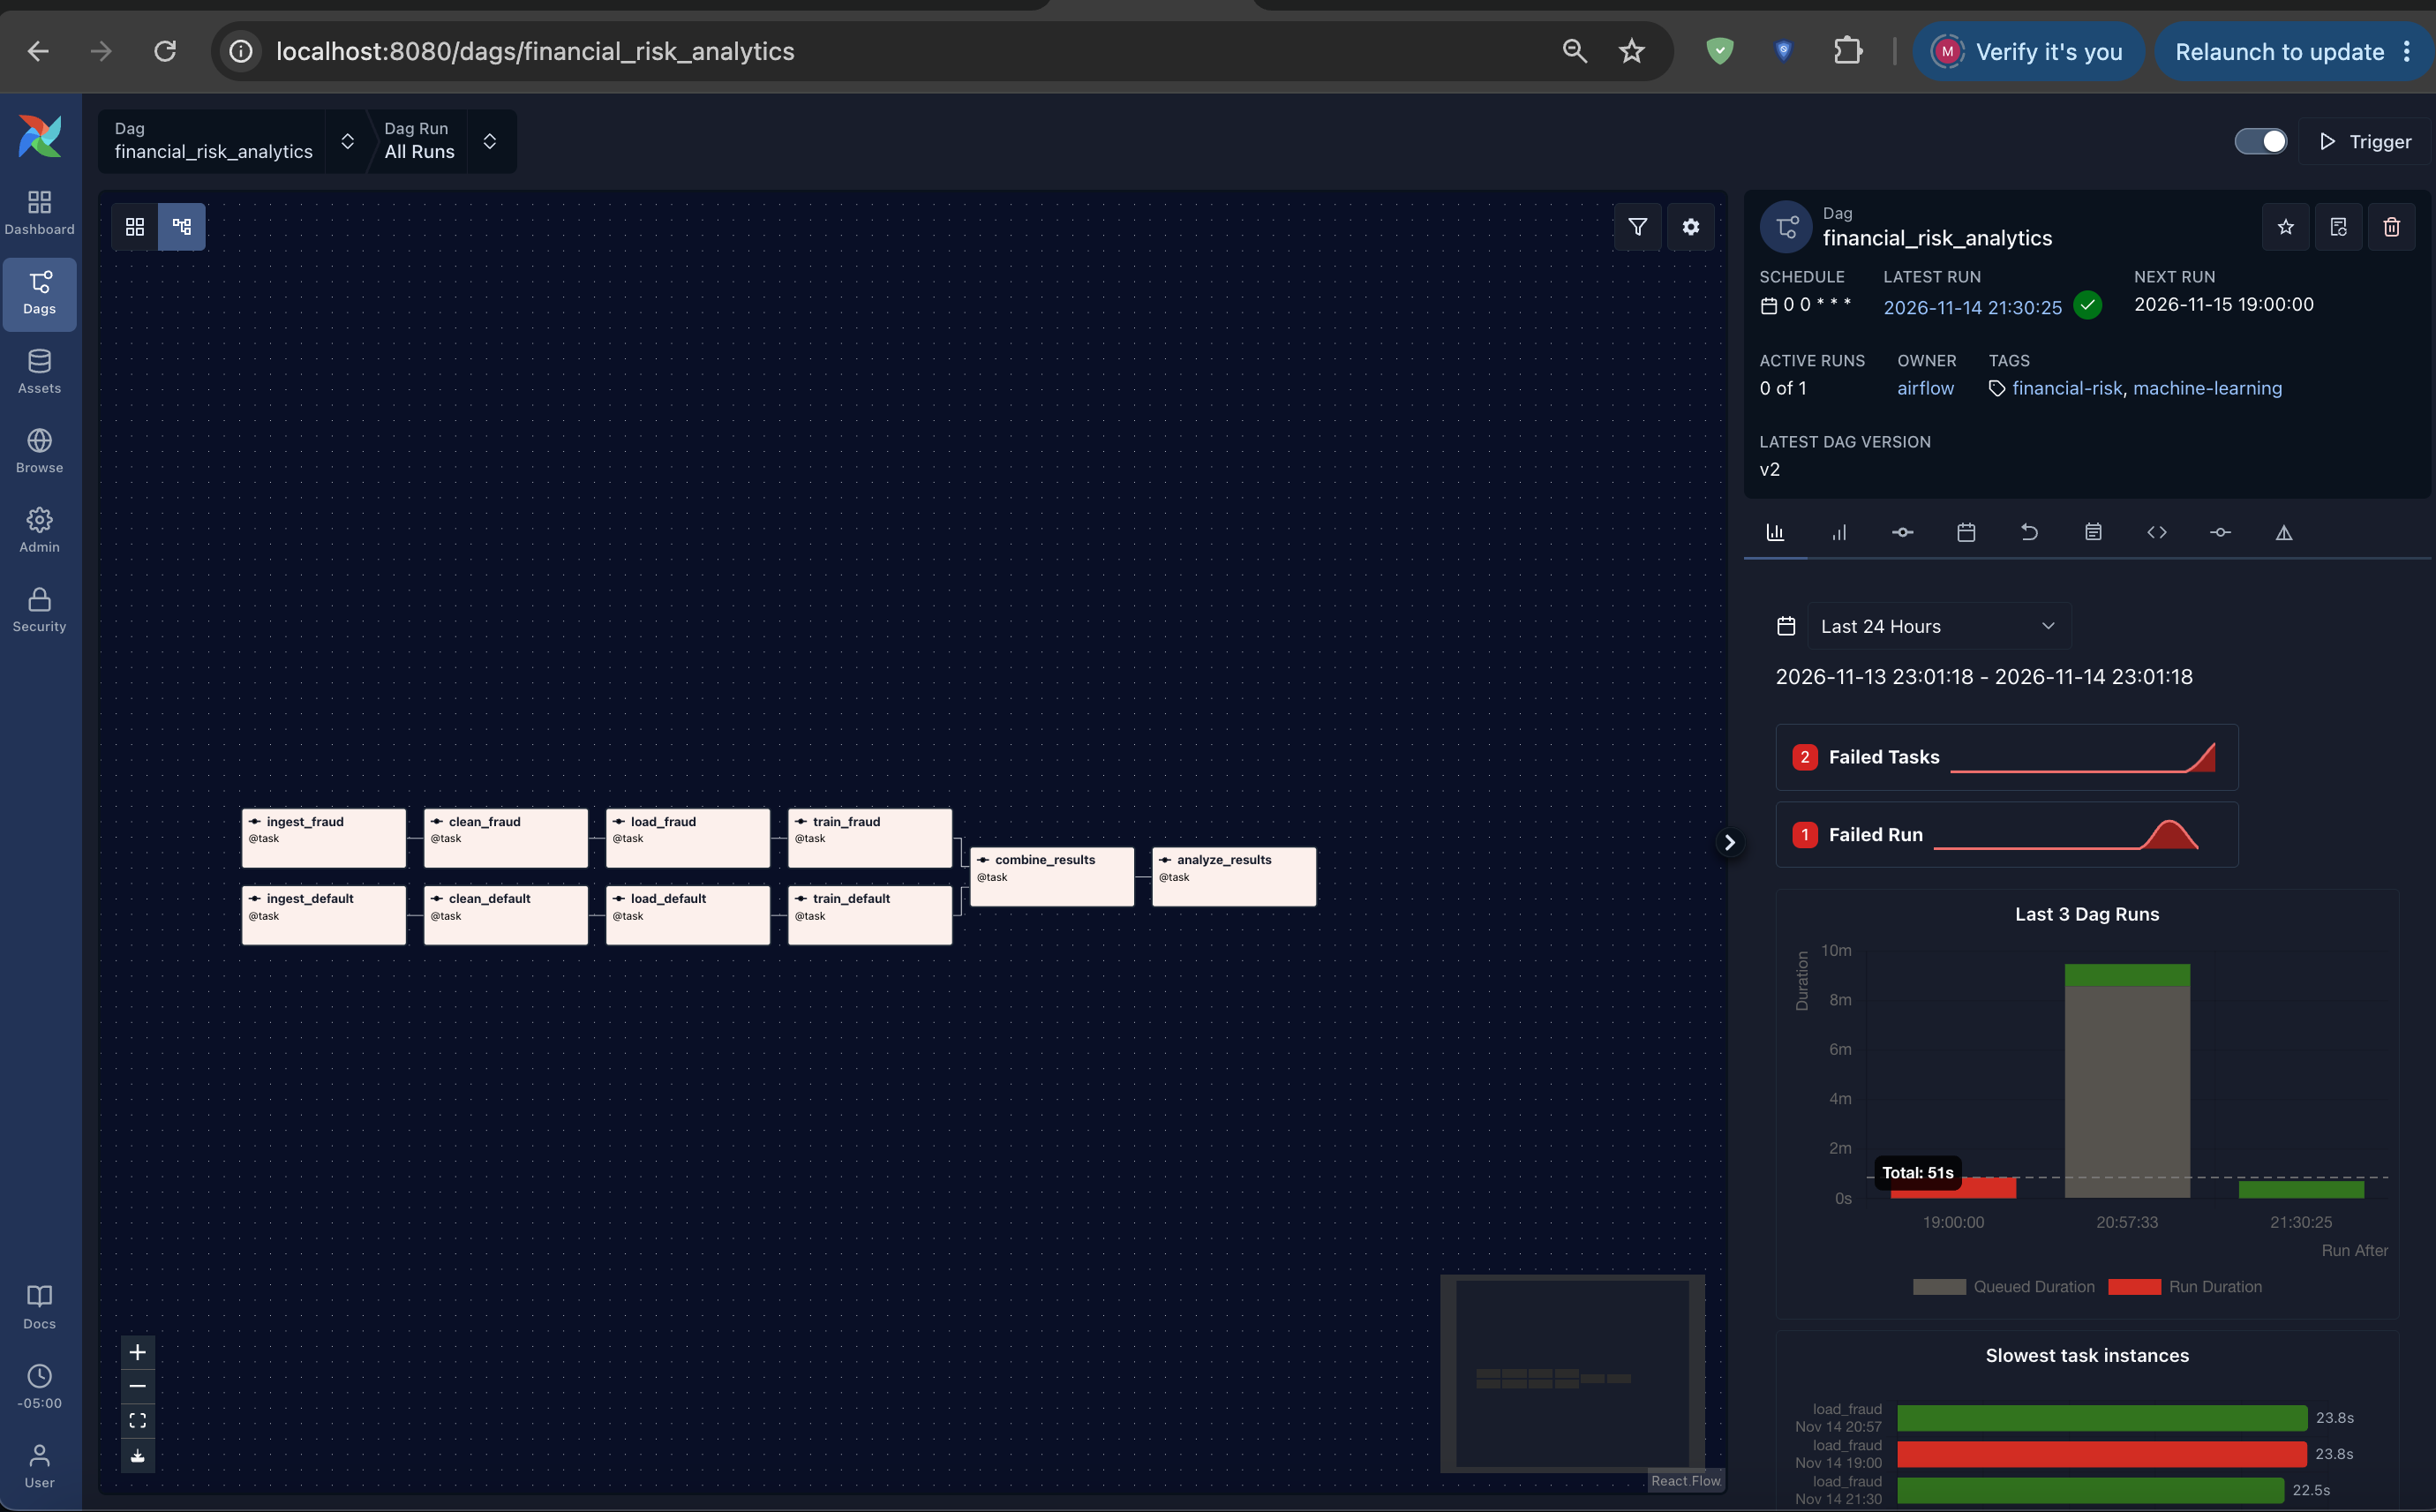 localhost:8080/dags/financial_risk_analytics
M
Verify it's you
Relaunch to update
Dag
financial_risk_analytics
Dag Run
All Runs
Trigger
Dashboard
Dags
Assets
Browse
Admin
Security
Docs
-05:00
User
ingest_fraud
@task
clean_fraud
@task
load_fraud
@task
train_fraud
@task
combine_results
@task
analyze_results
@task
ingest_default
@task
clean_default
@task
load_default
@task
train_default
@task
React Flow
Dag
financial_risk_analytics
SCHEDULE
0 0 * * *
LATEST RUN
2026-11-14 21:30:25
NEXT RUN
2026-11-15 19:00:00
ACTIVE RUNS
0 of 1
OWNER
airflow
TAGS
financial-risk, machine-learning
LATEST DAG VERSION
v2
Last 24 Hours
2026-11-13 23:01:18 - 2026-11-14 23:01:18
2 Failed Tasks
1 Failed Run
Last 3 Dag Runs
Duration
10m
8m
6m
4m
2m
0s
Total: 51s
19:00:00
20:57:33
21:30:25
Run After
Queued Duration
Run Duration
Slowest task instances
load_fraud
Nov 14 20:57
23.8s
load_fraud
Nov 14 19:00
23.8s
load_fraud
Nov 14 21:30
22.5s